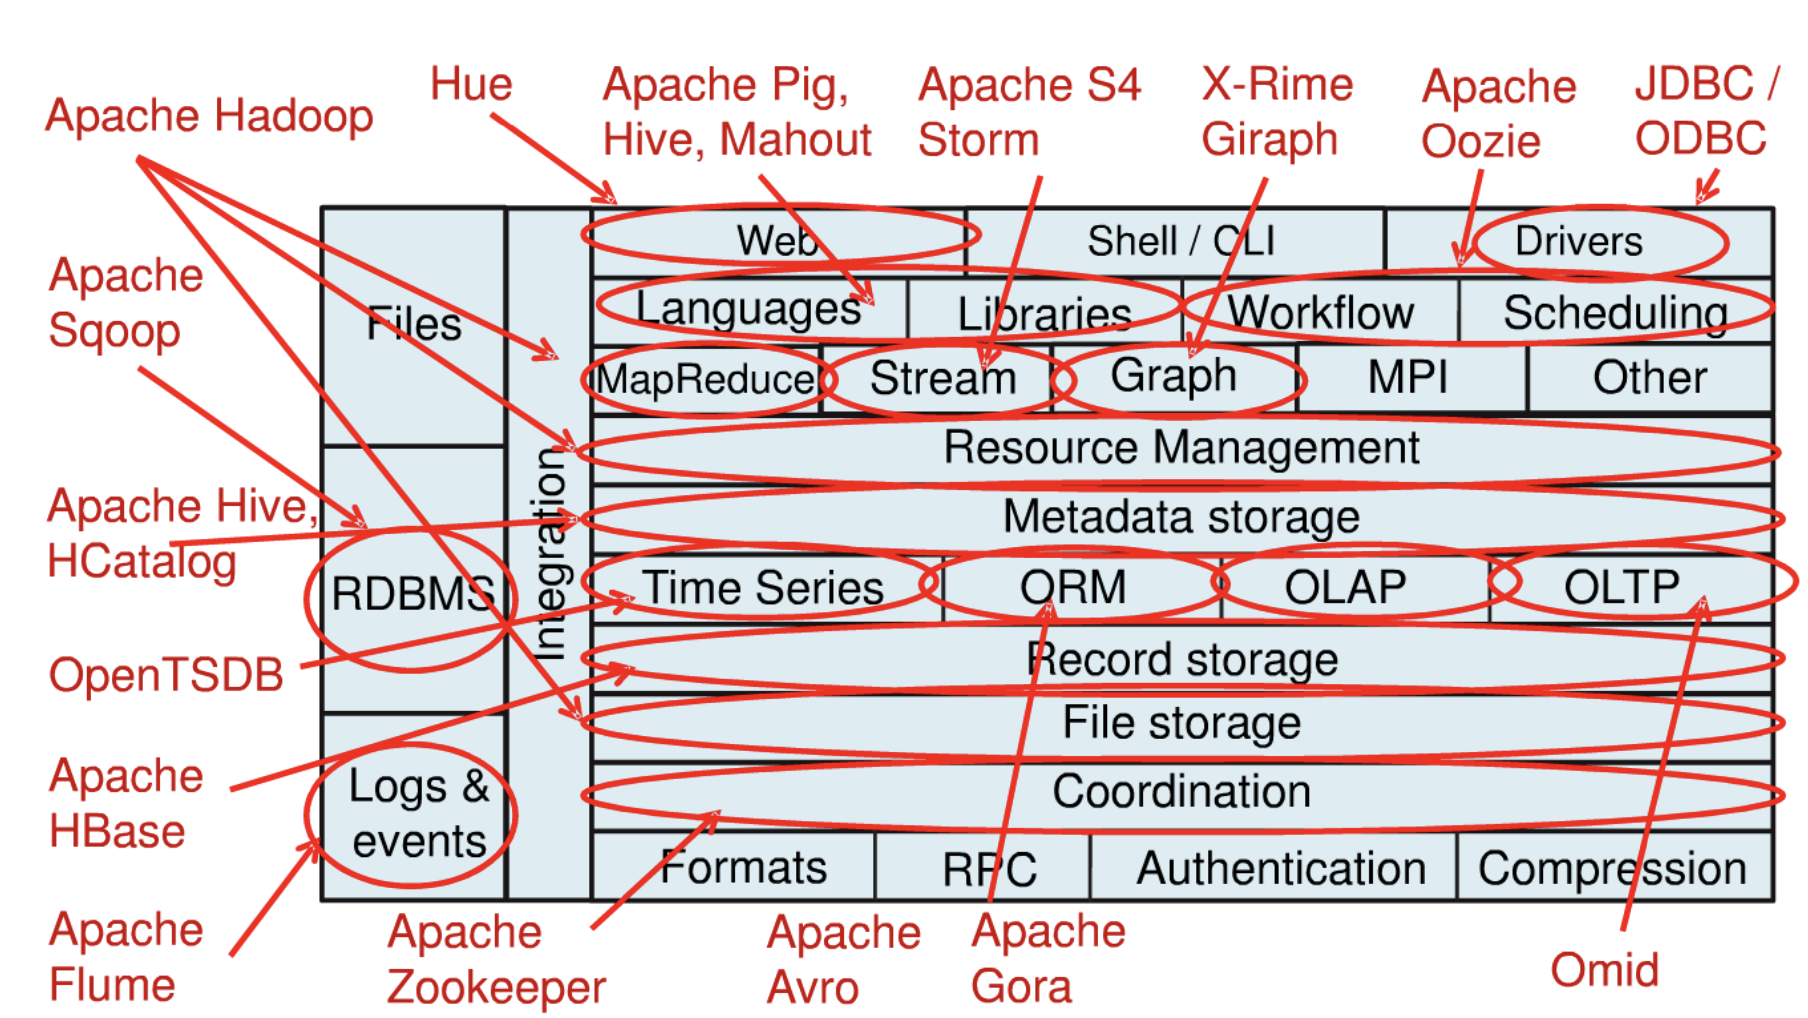 Apache Hadoop
Hue
Apache Pig,
Hive, Mahout
Apache S4
Storm
X-Rime
Giraph
Apache
Oozie
JDBC /
ODBC
Apache
Sqoop
Apache Hive,
HCatalog
OpenTSDB
Apache
HBase
Apache
Flume
Files
RDBMS
Logs &
events
Integration
Web
Shell / CLI
Drivers
Languages
Libraries
Workflow
Scheduling
MapReduce
Stream
Graph
MPI
Other
Resource Management
Metadata storage
Time Series
ORM
OLAP
OLTP
Record storage
File storage
Coordination
Formats
RPC
Authentication
Compression
Apache
Zookeeper
Apache
Avro
Apache
Gora
Omid